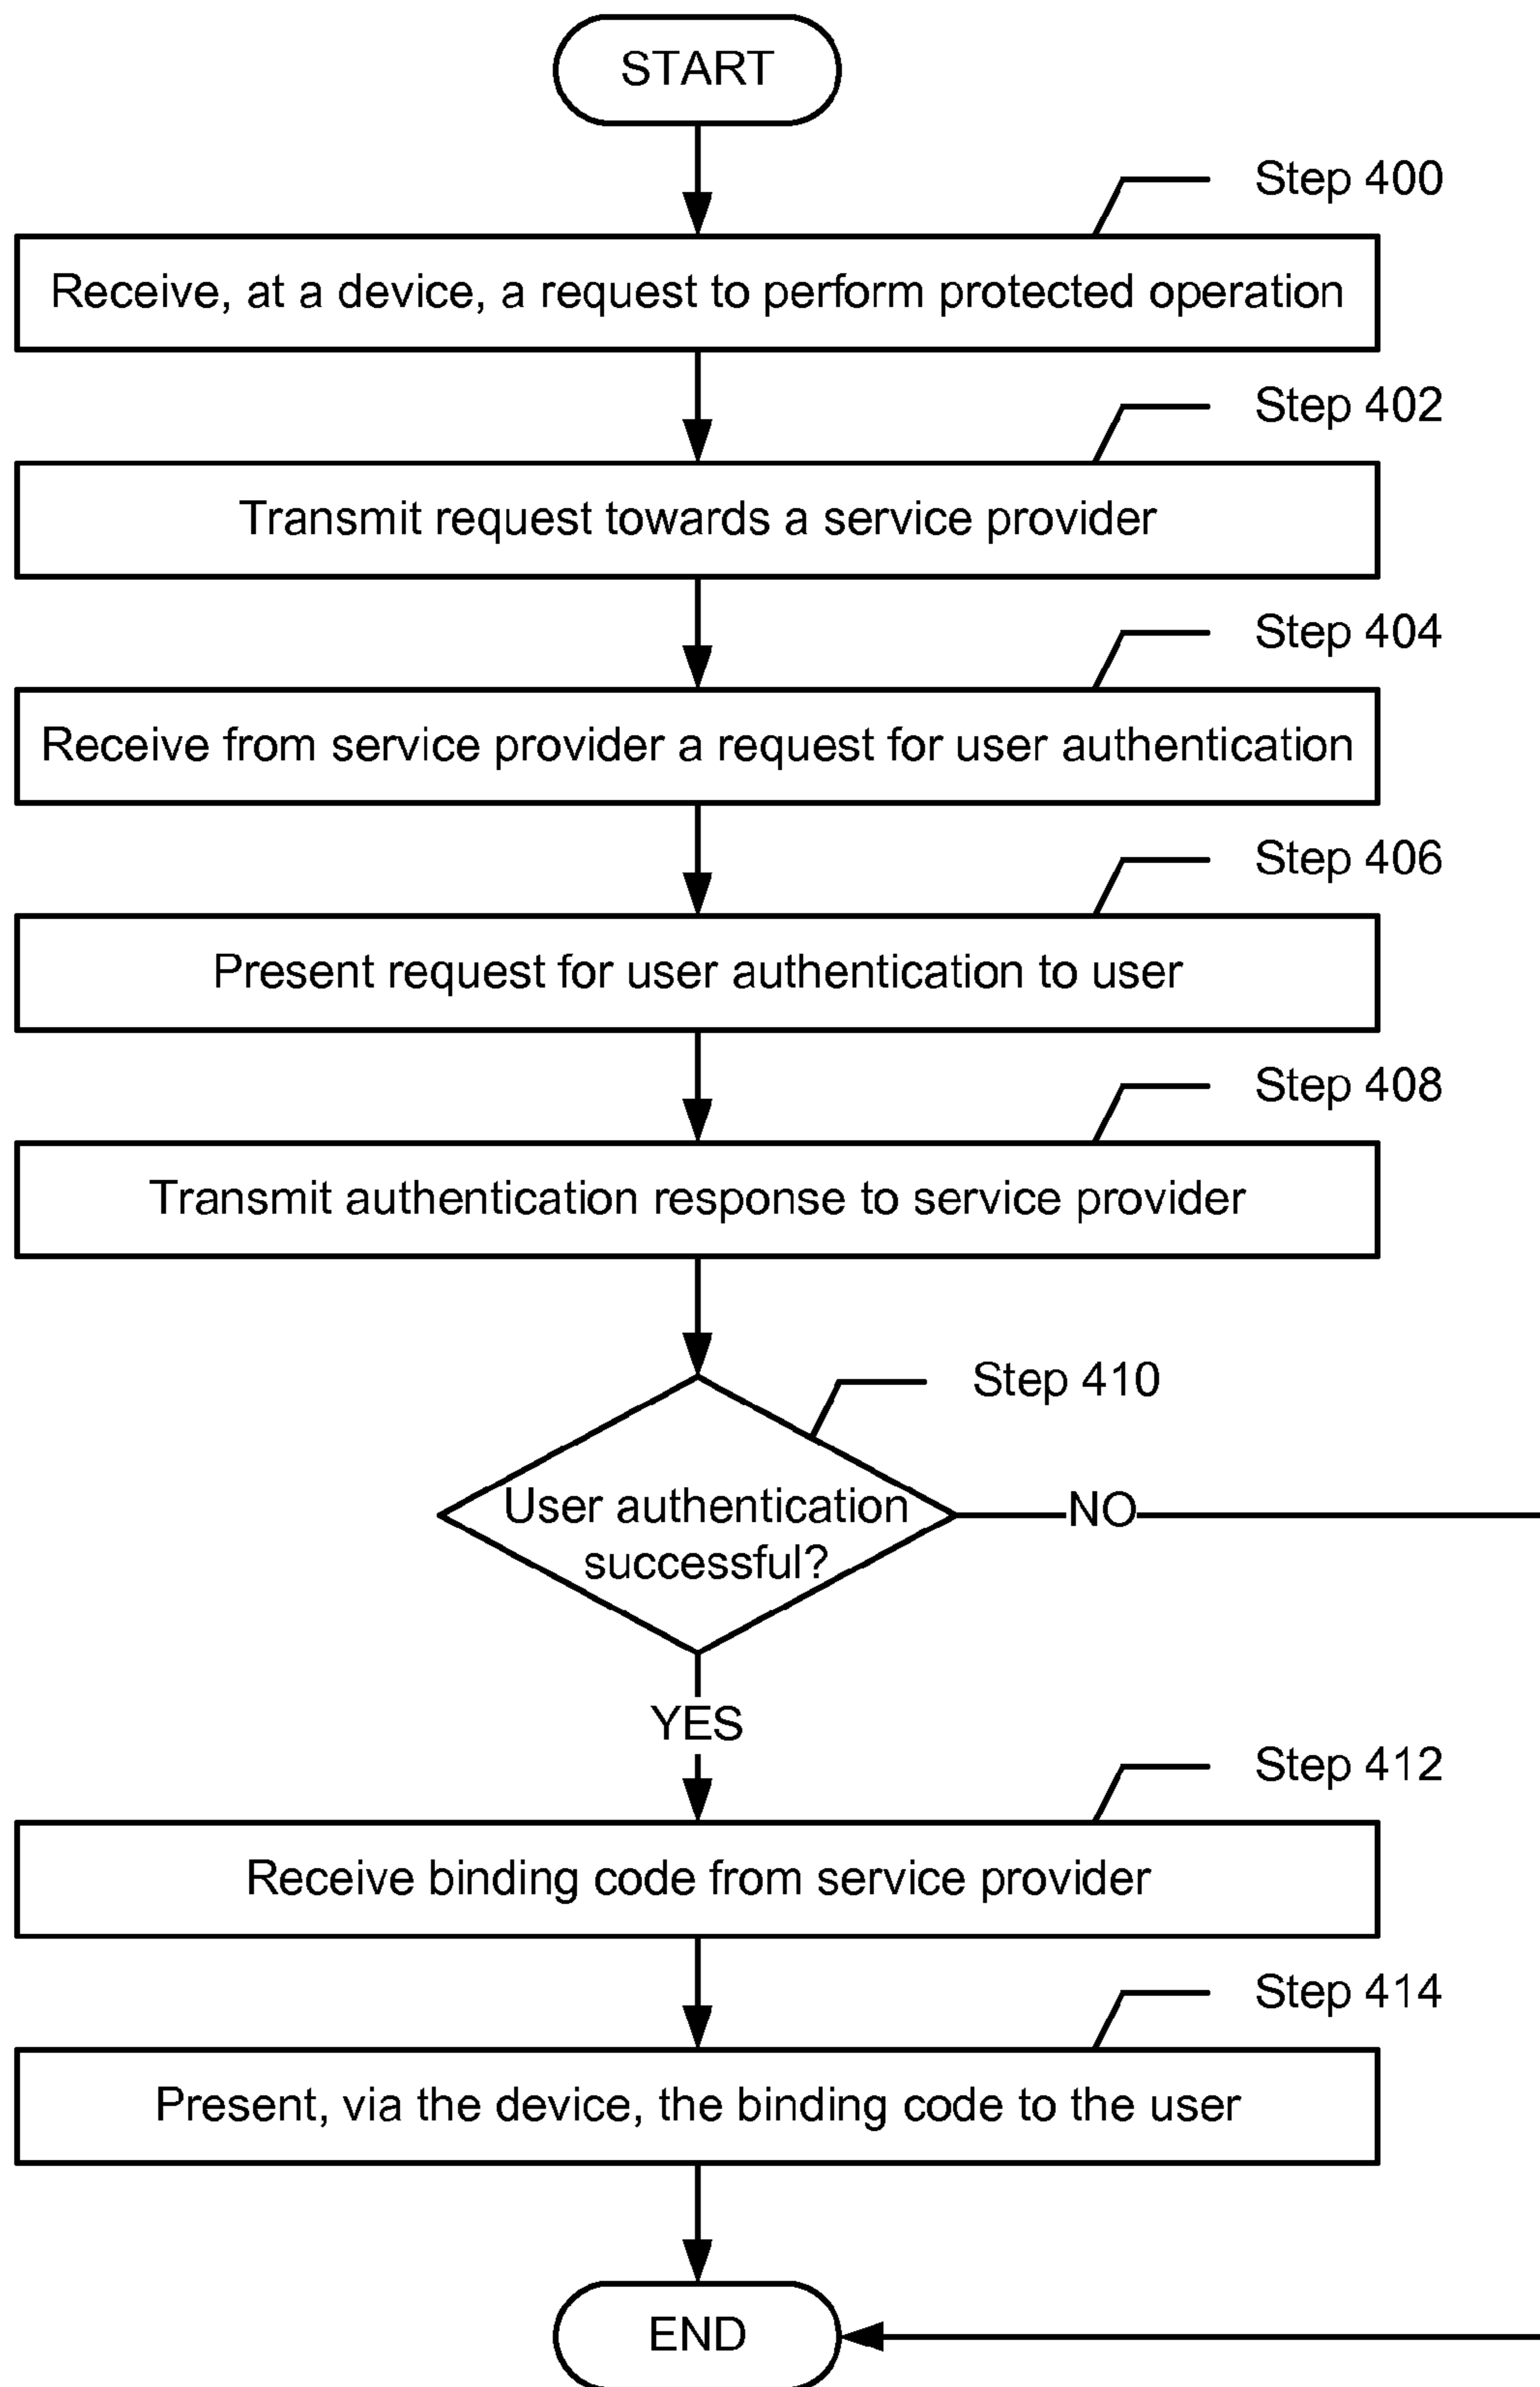 START
Step 400
Receive, at a device, a request to perform protected operation
Step 402
Transmit request towards a service provider
Step 404
Receive from service provider a request for user authentication
Step 406
Present request for user authentication to user
Step 408
Transmit authentication response to service provider
Step 410
User authentication
successful?
NO
YES
Step 412
Receive binding code from service provider
Step 414
Present, via the device, the binding code to the user
END